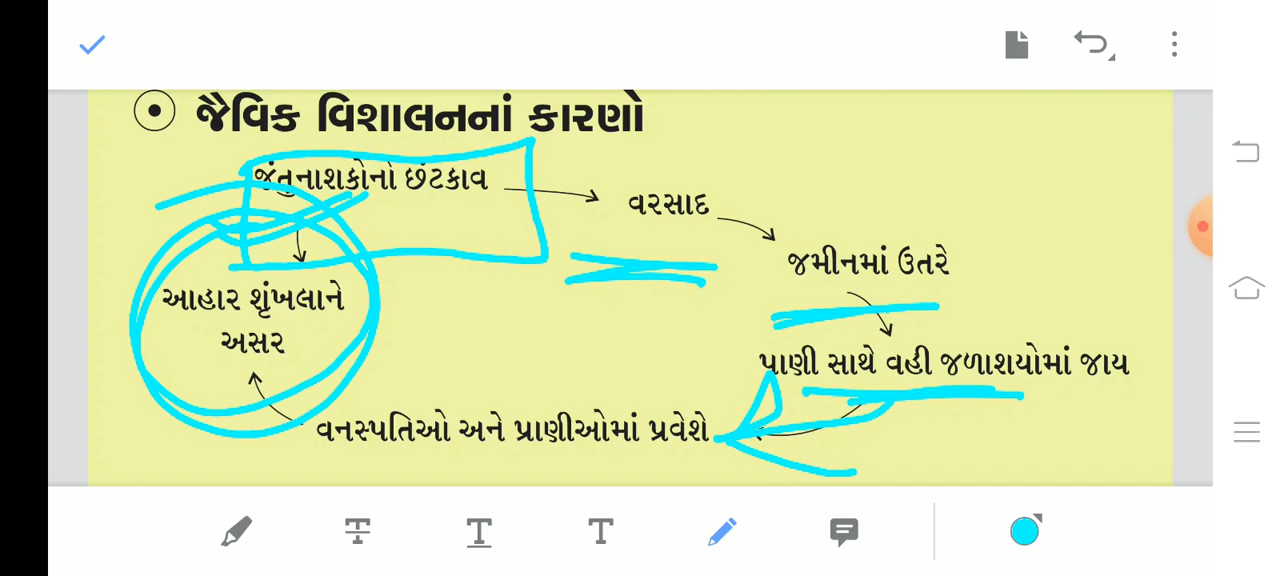 જૈવિક વિશાલનનાં કારણો
જંતુનાશકોનો છંટકાવ
વરસાદ
જમીનમાં ઉતરે
પાણી સાથે વહી જળાશયોમાં જાય
વનસ્પતિઓ અને પ્રાણીઓમાં પ્રવેશે
આહાર શૃંખલાને
અસર